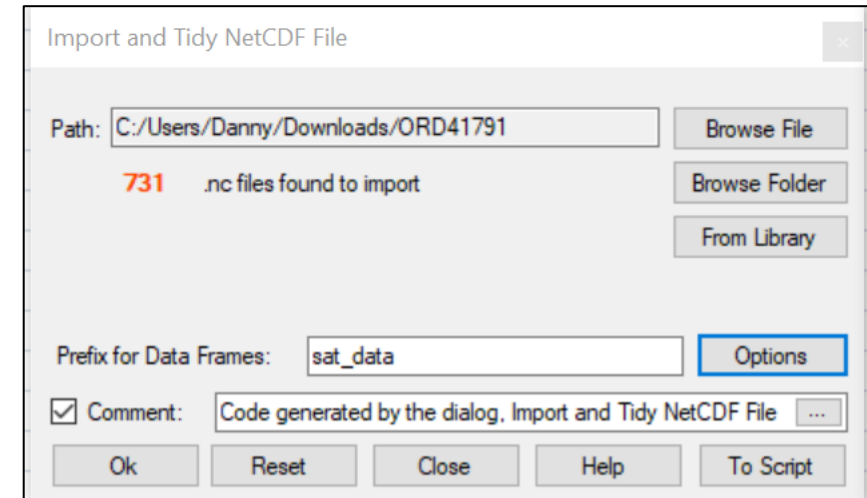 Import and Tidy NetCDF File x
Path: C:/Users/Danny/Downloads/ORD41791 Browse File
731 .nc files found to import Browse Folder
From Library
Prefix for Data Frames: sat_data Options
Comment: Code generated by the dialog, Import and Tidy NetCDF File ...
Ok Reset Close Help To Script